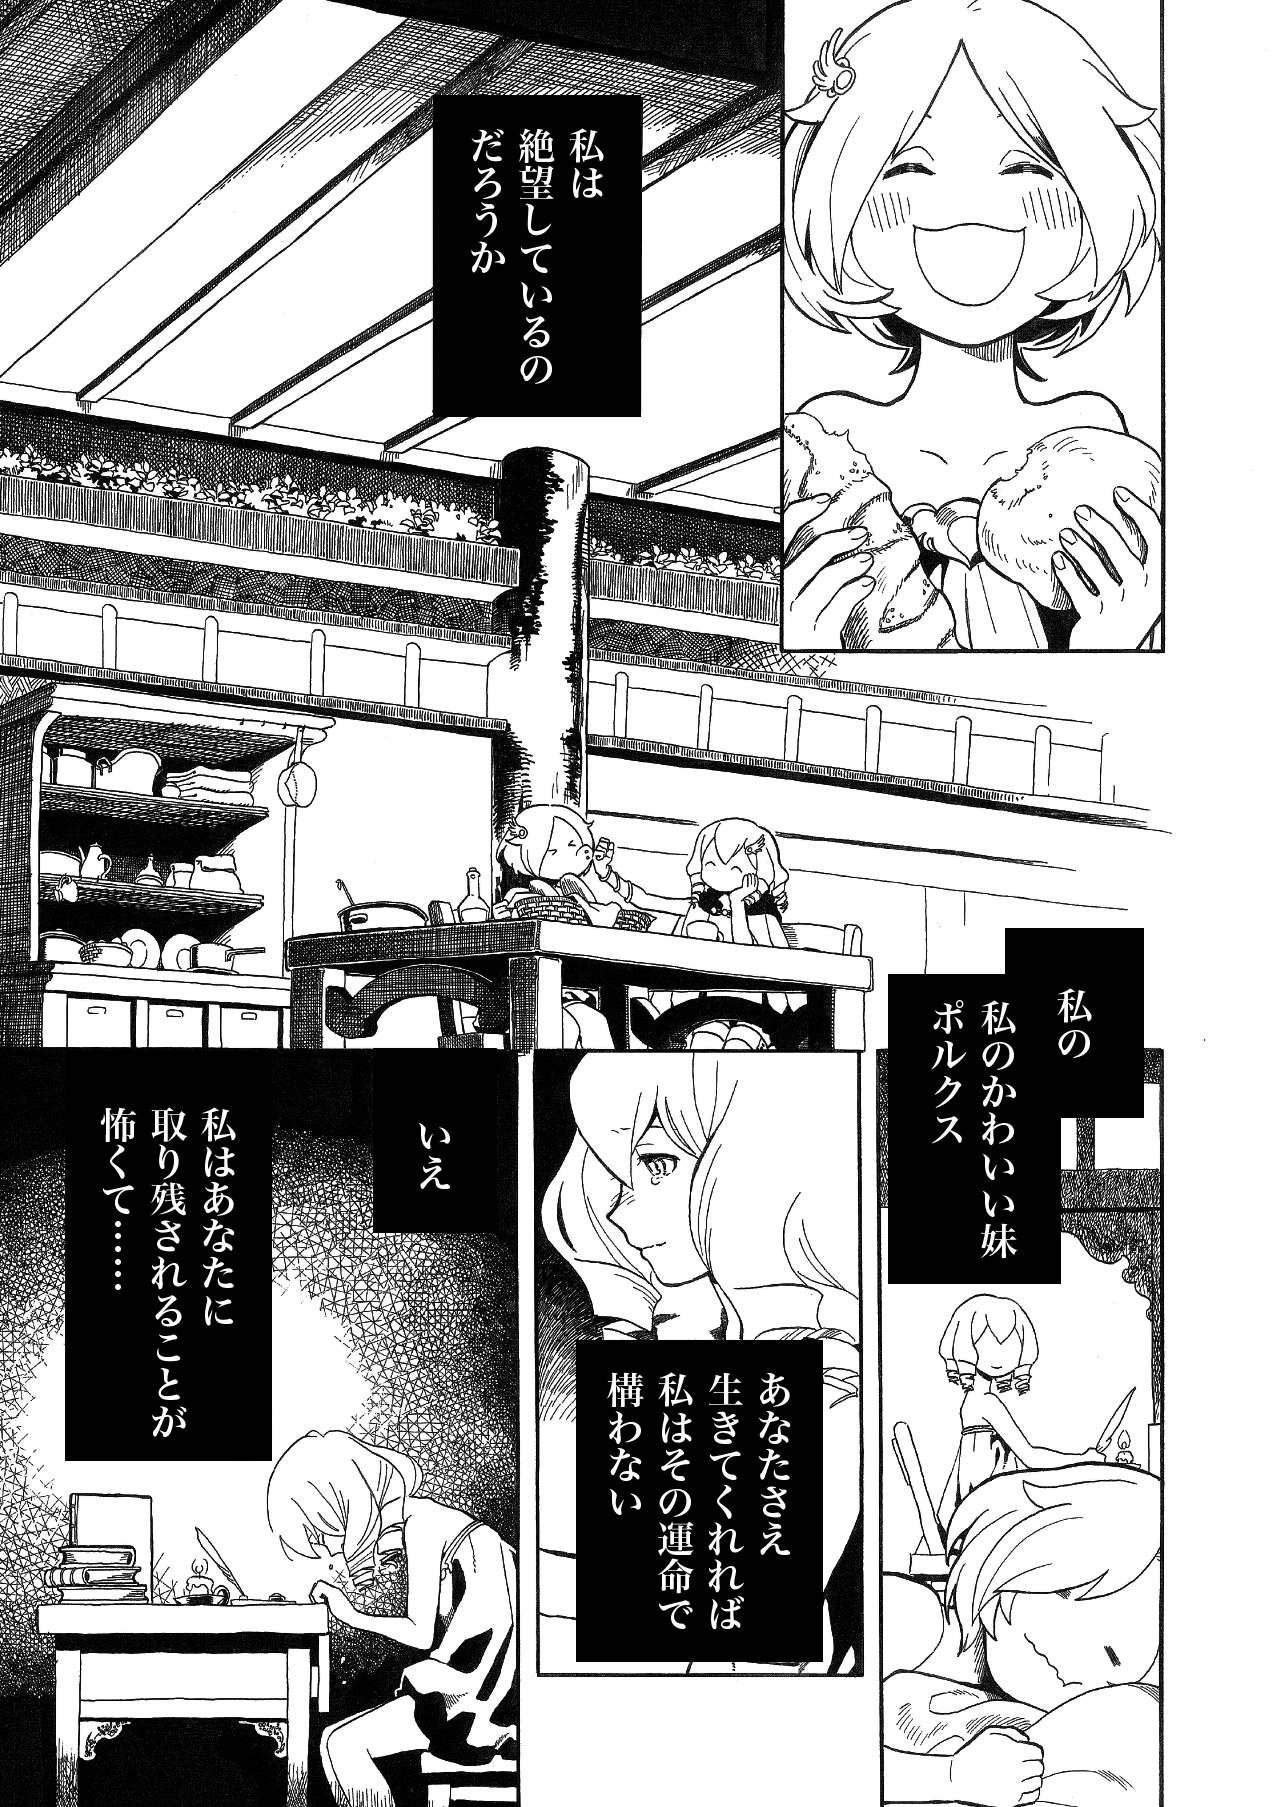 私は
絶望しているの
だろうか
私の
私のかわいい妹
ポルクス
あなたさえ
生きてくれれば
私はその運命で
構わない
いえ
私はあなたに
取り残されることが
怖くて……